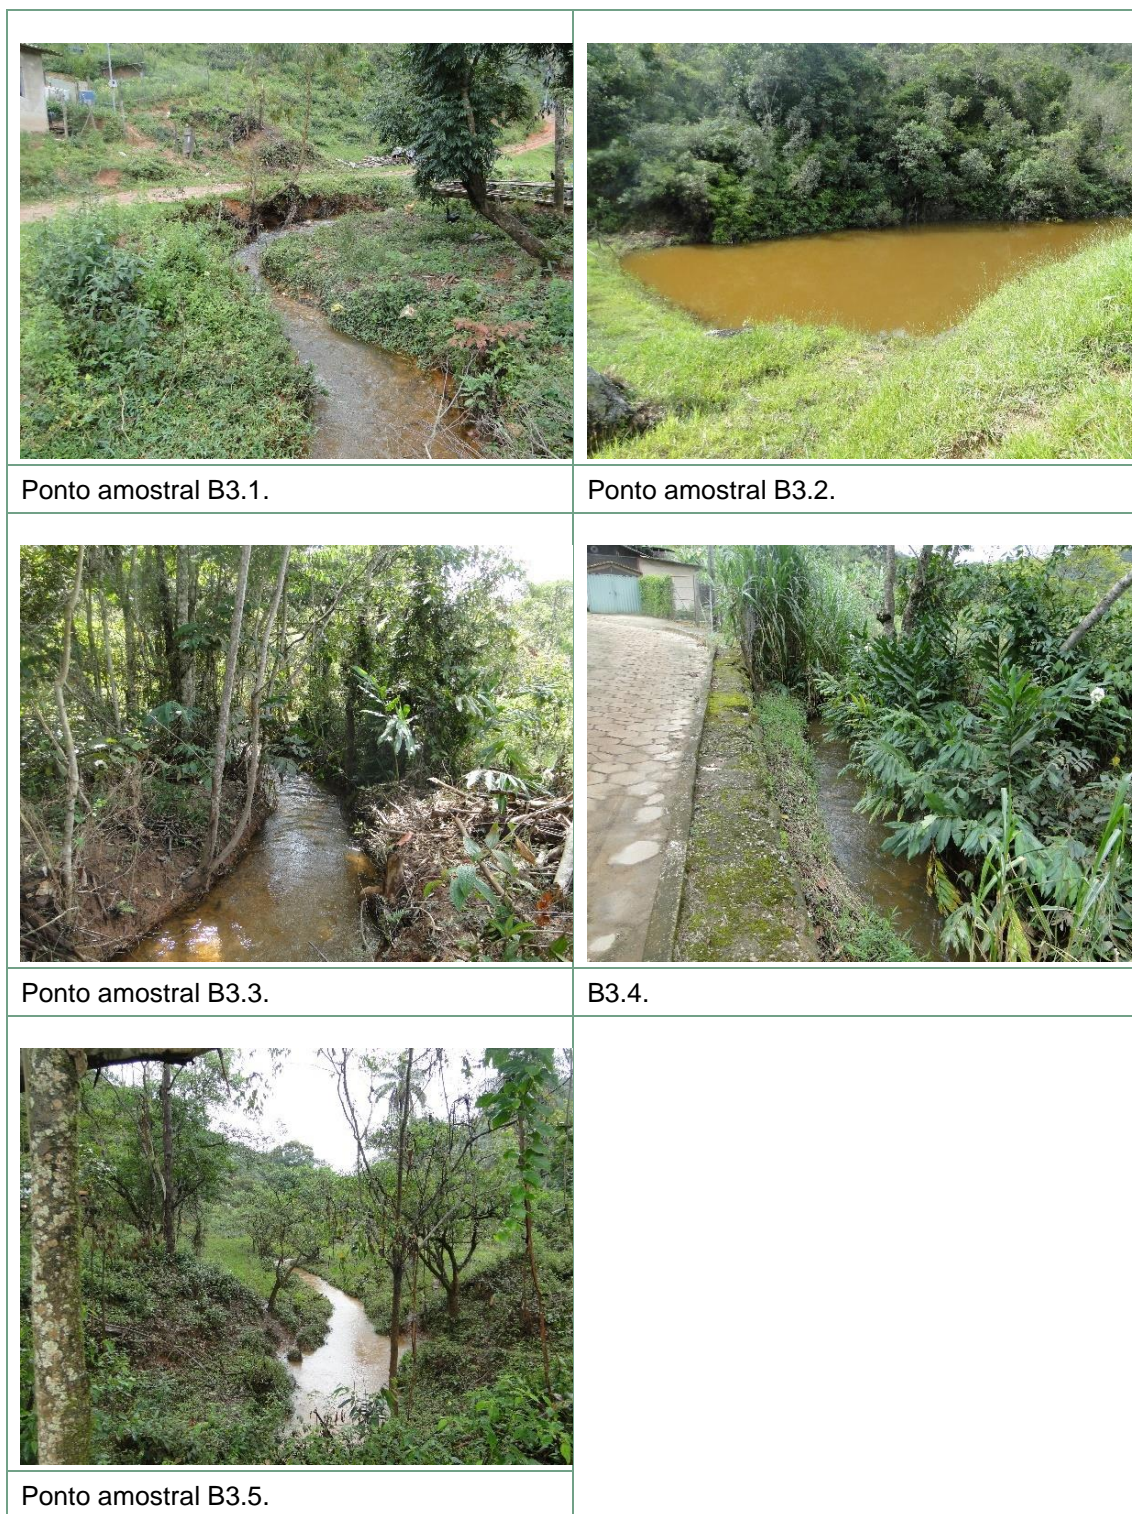 Ponto amostral B3.1.
Ponto amostral B3.2.
Ponto amostral B3.3.
B3.4.
Ponto amostral B3.5.